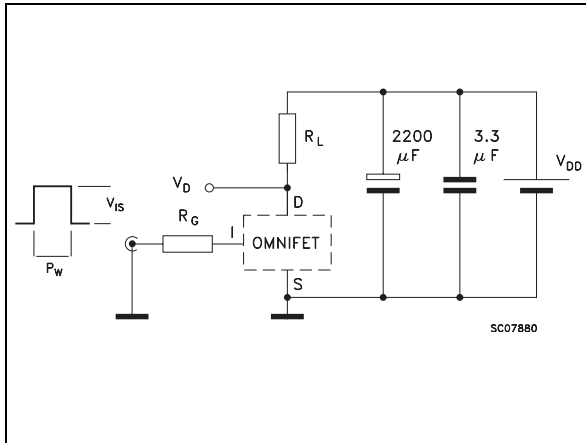 R_L
2200
μF
3.3
μF
V_DD
V_D
D
V_IS
R_G
I
OMNIFET
P_W
S
SC07880